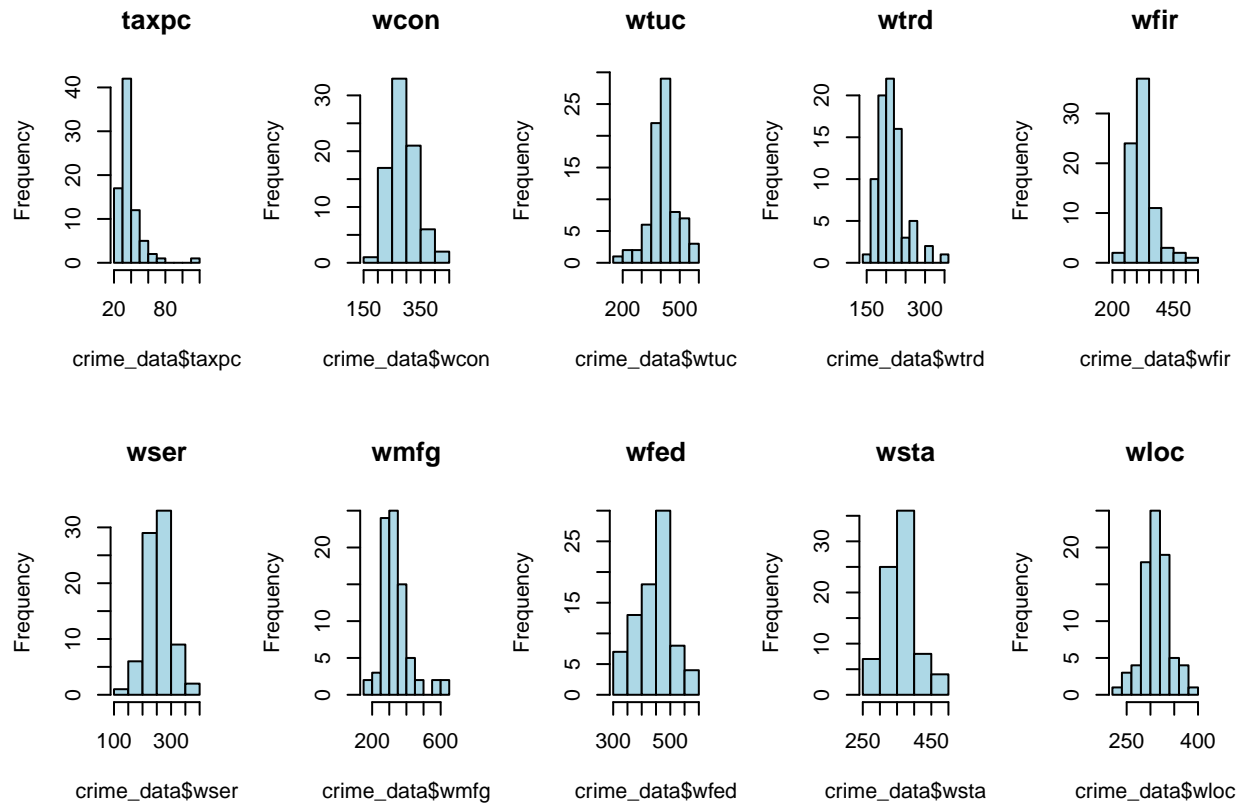 taxpc
Frequency
0 10 20 30 40
20 80
crime_data$taxpc
wcon
Frequency
0 10 20 30
150 350
crime_data$wcon
wtuc
Frequency
0 5 15 25
200 500
crime_data$wtuc
wtrd
Frequency
0 5 10 15 20
150 300
crime_data$wtrd
wfir
Frequency
0 10 20 30
200 450
crime_data$wfir
wser
Frequency
0 10 20 30
100 300
crime_data$wser
wmfg
Frequency
0 5 10 20
200 600
crime_data$wmfg
wfed
Frequency
0 5 15 25
300 500
crime_data$wfed
wsta
Frequency
0 10 20 30
250 450
crime_data$wsta
wloc
Frequency
0 5 10 20
250 400
crime_data$wloc